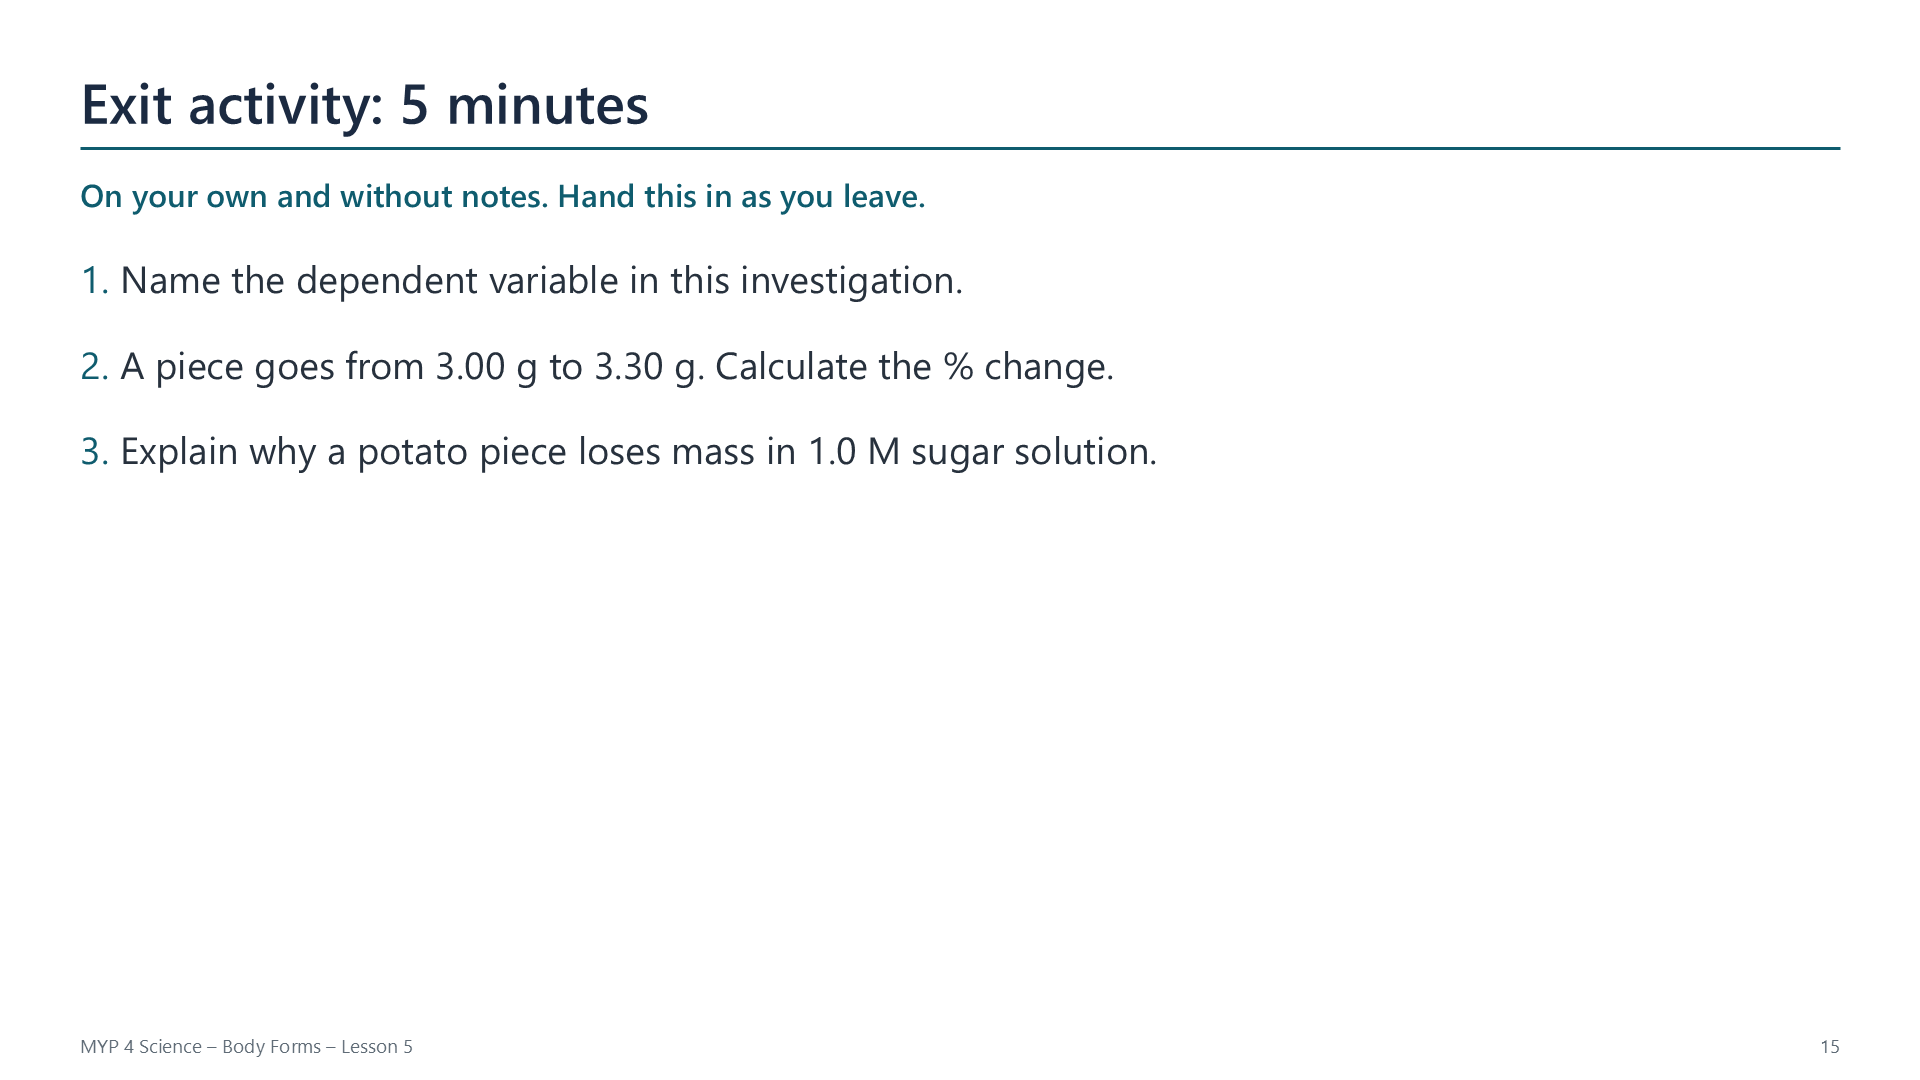 Exit activity: 5 minutes
On your own and without notes. Hand this in as you leave.
1. Name the dependent variable in this investigation.
2. A piece goes from 3.00 g to 3.30 g. Calculate the % change.
3. Explain why a potato piece loses mass in 1.0 M sugar solution.
MYP 4 Science – Body Forms – Lesson 5
15